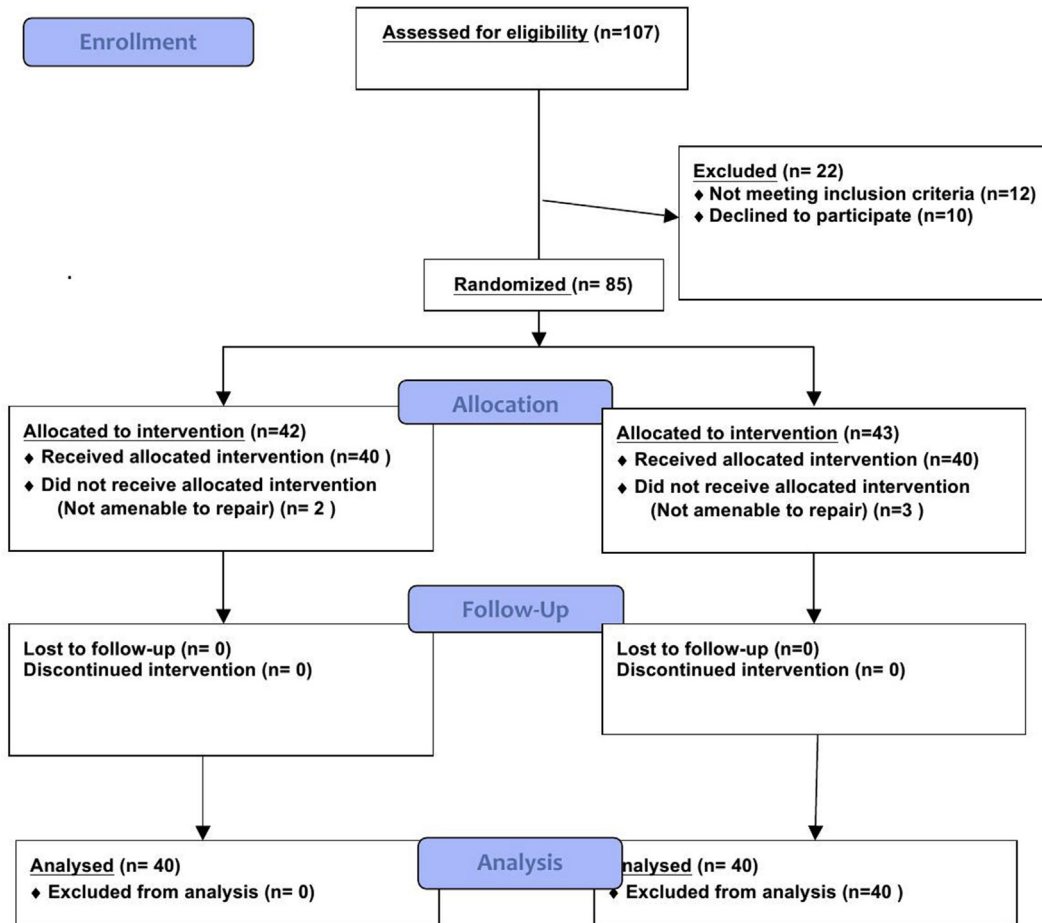 Enrollment
Assessed for eligibility (n=107)
Excluded (n= 22)
♦ Not meeting inclusion criteria (n=12)
♦ Declined to participate (n=10)
.
Randomized (n= 85)
Allocation
Allocated to intervention (n=42)
♦ Received allocated intervention (n=40 )
♦ Did not receive allocated intervention
(Not amenable to repair) (n= 2 )
Allocated to intervention (n=43)
♦ Received allocated intervention (n=40)
♦ Did not receive allocated intervention
(Not amenable to repair) (n=3 )
Follow-Up
Lost to follow-up (n= 0)
Discontinued intervention (n= 0)
Lost to follow-up (n=0)
Discontinued intervention (n= 0)
Analysis
Analysed (n= 40)
♦ Excluded from analysis (n= 0)
nalysed (n= 40)
♦ Excluded from analysis (n=40 )